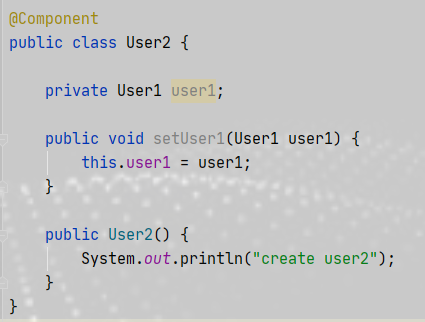 @Component
public class User2 {
private User1 user1;
public void setUser1(User1 user1) {
this.user1 = user1;
}
public User2() {
System.out.println("create user2");
}
}